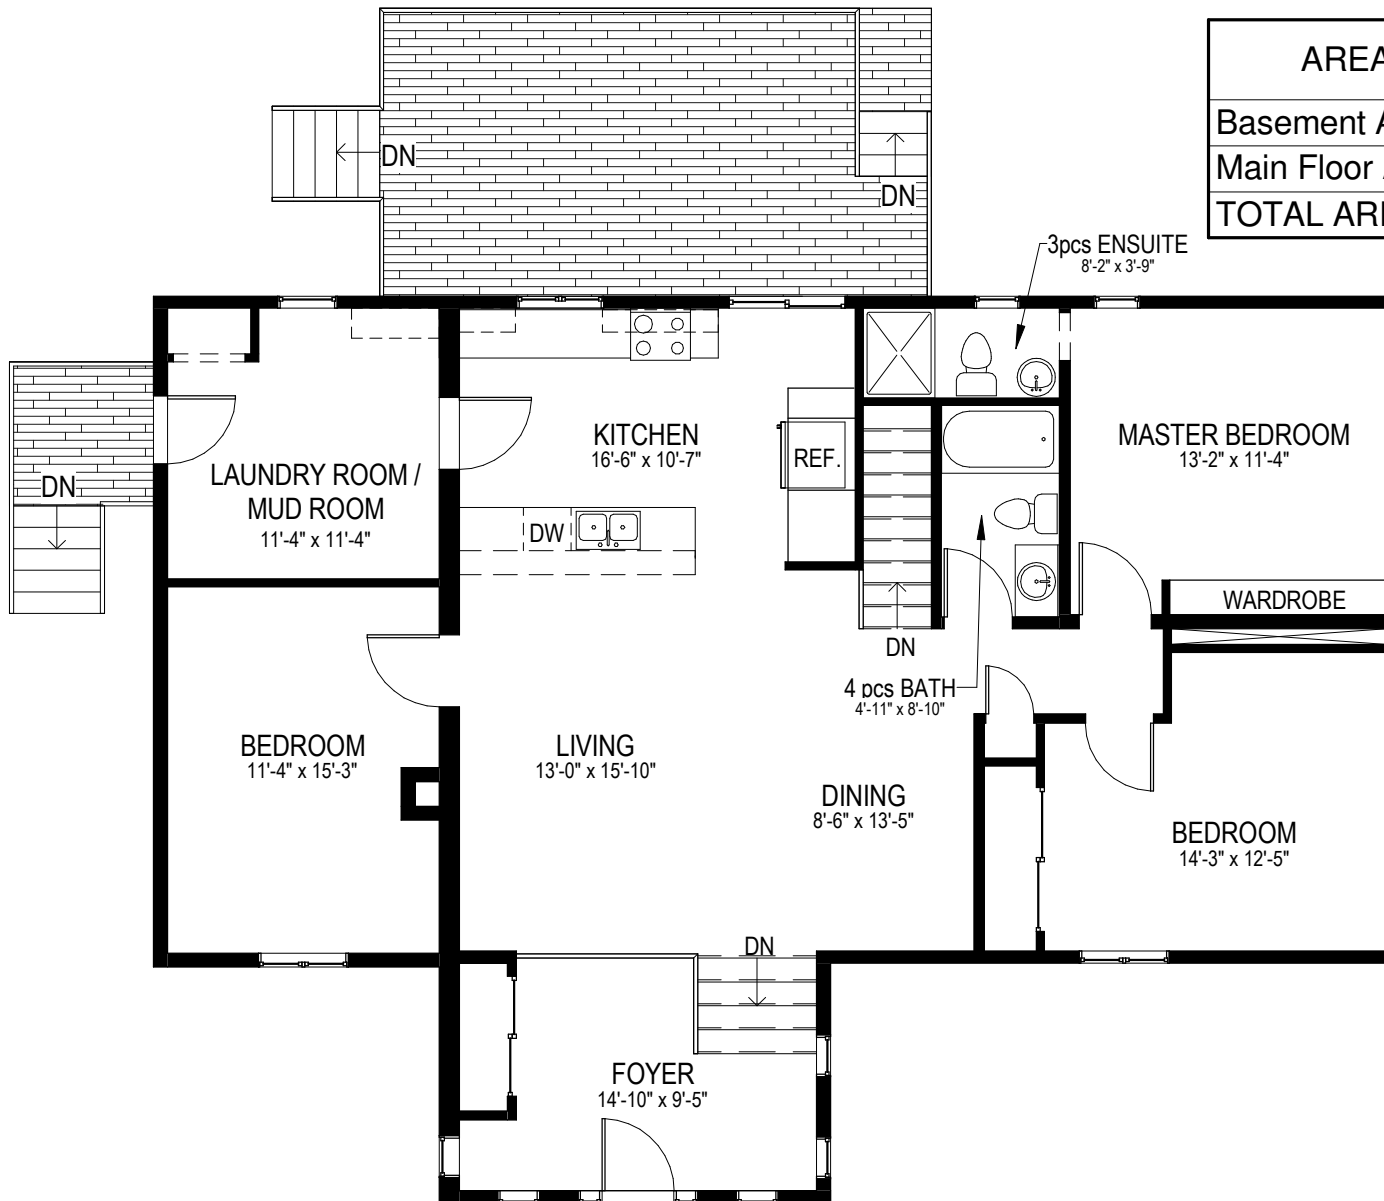 AREA
Basement A
Main Floor
TOTAL ARE
DN
DN
3pcs ENSUITE
8'-2" x 3'-9"
KITCHEN
16'-6" x 10'-7"
REF.
MASTER BEDROOM
13'-2" x 11'-4"
LAUNDRY ROOM /
MUD ROOM
11'-4" x 11'-4"
DN
DW
WARDROBE
DN
4 pcs BATH
4'-11" x 8'-10"
BEDROOM
11'-4" x 15'-3"
LIVING
13'-0" x 15'-10"
DINING
8'-6" x 13'-5"
BEDROOM
14'-3" x 12'-5"
DN
FOYER
14'-10" x 9'-5"